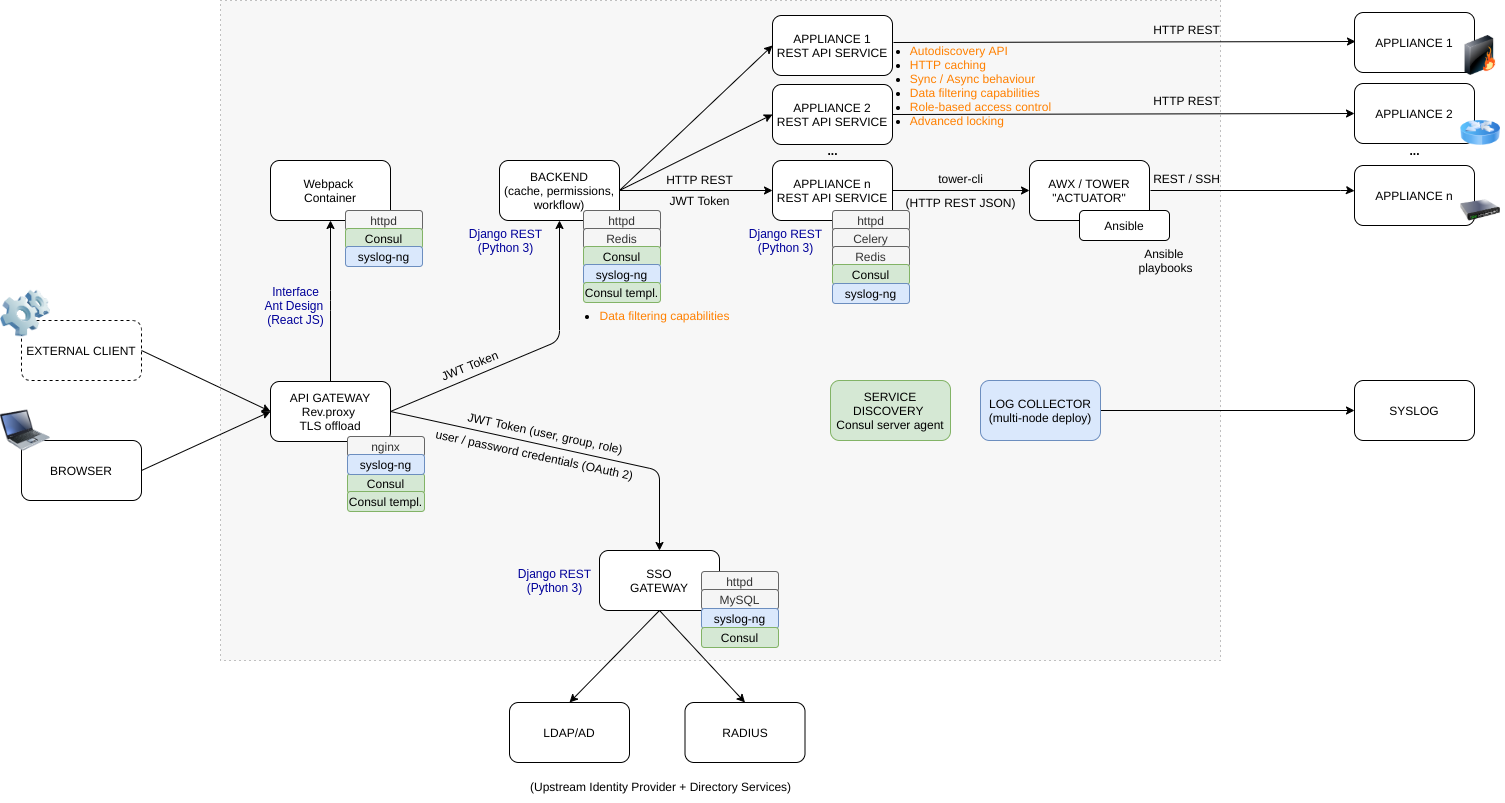 APPLIANCE 1
REST API SERVICE
HTTP REST
APPLIANCE 1
Autodiscovery API
HTTP caching
Sync / Async behaviour
Data filtering capabilities
Role-based access control
Advanced locking
APPLIANCE 2
REST API SERVICE
HTTP REST
APPLIANCE 2
...
...
Webpack
Container
httpd
Consul
syslog-ng
BACKEND
(cache, permissions,
workflow)
httpd
Redis
Consul
syslog-ng
Consul templ.
Django REST
(Python 3)
Data filtering capabilities
HTTP REST
JWT Token
APPLIANCE n
REST API SERVICE
httpd
Celery
Redis
Consul
syslog-ng
Django REST
(Python 3)
tower-cli
(HTTP REST JSON)
AWX / TOWER
"ACTUATOR"
Ansible
Ansible
playbooks
REST / SSH
APPLIANCE n
Interface
Ant Design
(React JS)
EXTERNAL CLIENT
BROWSER
API GATEWAY
Rev.proxy
TLS offload
nginx
syslog-ng
Consul
Consul templ.
JWT Token
JWT Token (user, group, role)
user / password credentials (OAuth 2)
SERVICE
DISCOVERY
Consul server agent
LOG COLLECTOR
(multi-node deploy)
SYSLOG
Django REST
(Python 3)
SSO
GATEWAY
httpd
MySQL
syslog-ng
Consul
LDAP/AD
RADIUS
(Upstream Identity Provider + Directory Services)